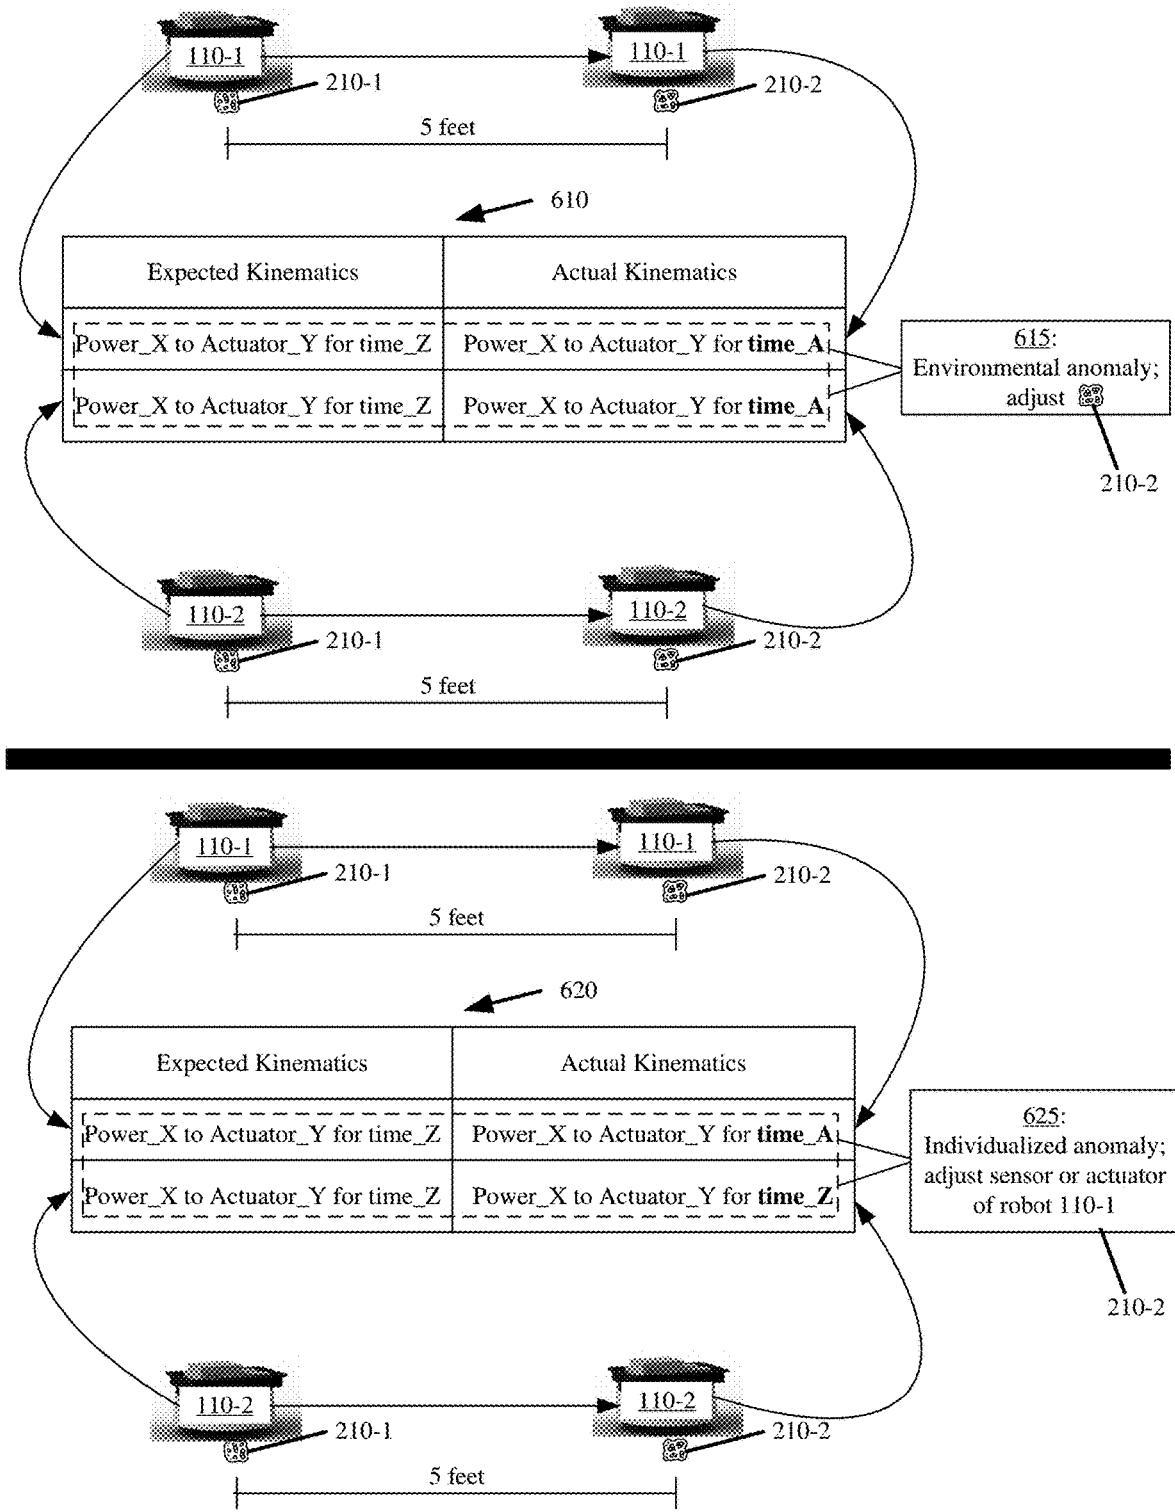 110-1
110-1
210-1
210-2
5 feet
610
Expected Kinematics
Actual Kinematics
Power_X to Actuator_Y for time_Z
Power_X to Actuator_Y for time_A
Power_X to Actuator_Y for time_Z
Power_X to Actuator_Y for time_A
615:
Environmental anomaly;
adjust
210-2
110-2
110-2
210-1
210-2
5 feet
110-1
110-1
210-1
210-2
5 feet
620
Expected Kinematics
Actual Kinematics
Power_X to Actuator_Y for time_Z
Power_X to Actuator_Y for time_A
Power_X to Actuator_Y for time_Z
Power_X to Actuator_Y for time_Z
625:
Individualized anomaly;
adjust sensor or actuator
of robot 110-1
210-2
110-2
110-2
210-1
210-2
5 feet